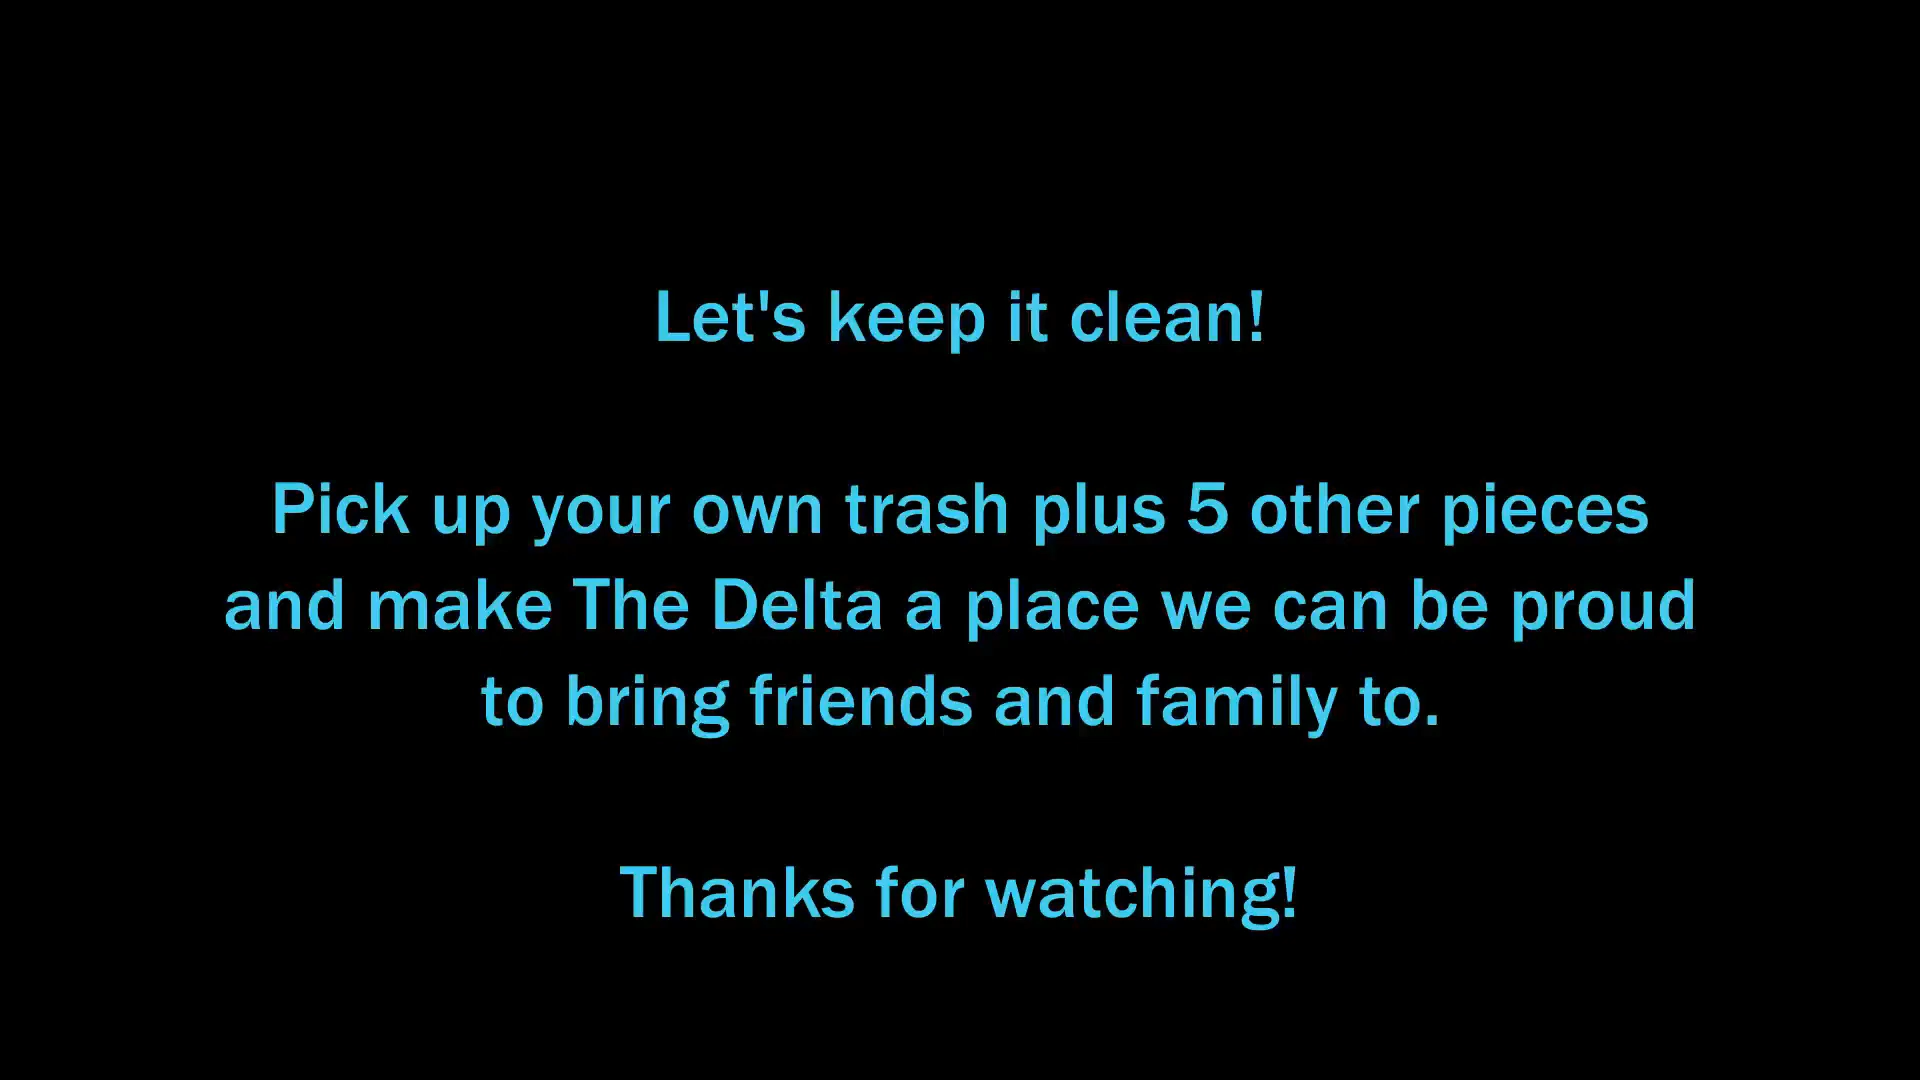 Let's keep it clean!
Pick up your own trash plus 5 other pieces
and make The Delta a place we can be proud
to bring friends and family to.
Thanks for watching!